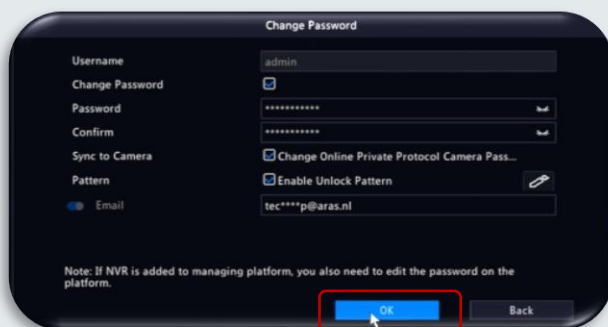 Change Password
Username admin
Change Password
Password ***********
Confirm ***********
Sync to Camera Change Online Private Protocol Camera Pass...
Pattern Enable Unlock Pattern
Email tec****p@aras.nl
Note: If NVR is added to managing platform, you also need to edit the password on the
platform.
OK Back